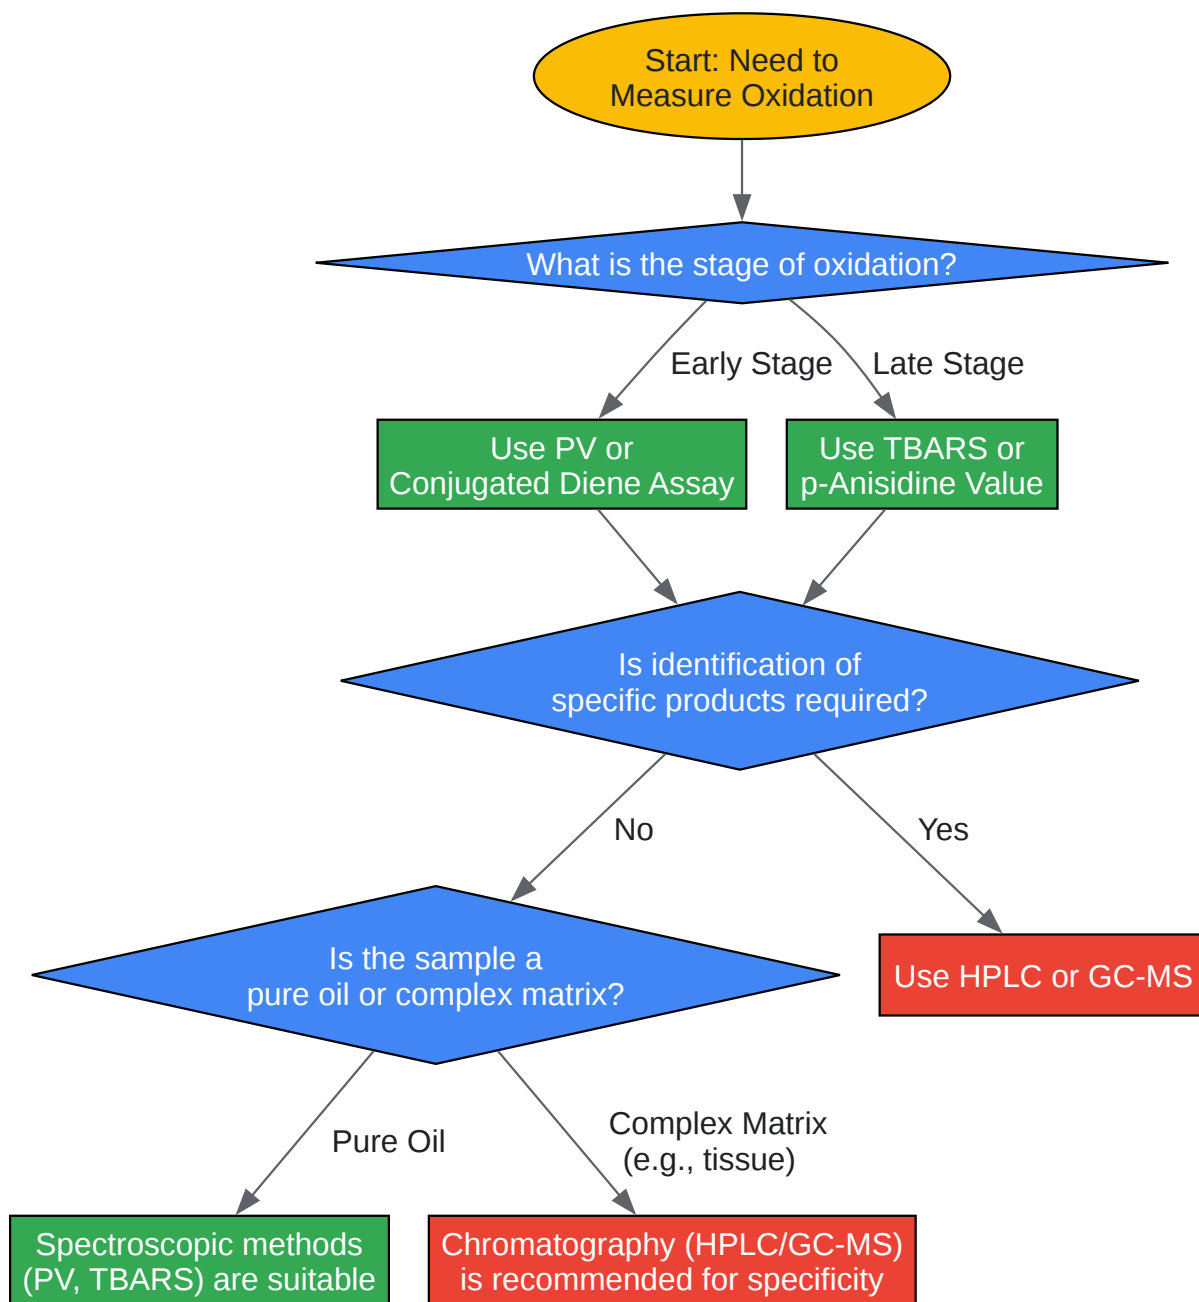 Start: Need to
Measure Oxidation
What is the stage of oxidation?
Early Stage
Late Stage
Use PV or
Conjugated Diene Assay
Use TBARS or
p-Anisidine Value
Is identification of
specific products required?
No
Yes
Is the sample a
pure oil or complex matrix?
Use HPLC or GC-MS
Pure Oil
Complex Matrix
(e.g., tissue)
Spectroscopic methods
(PV, TBARS) are suitable
Chromatography (HPLC/GC-MS)
is recommended for specificity